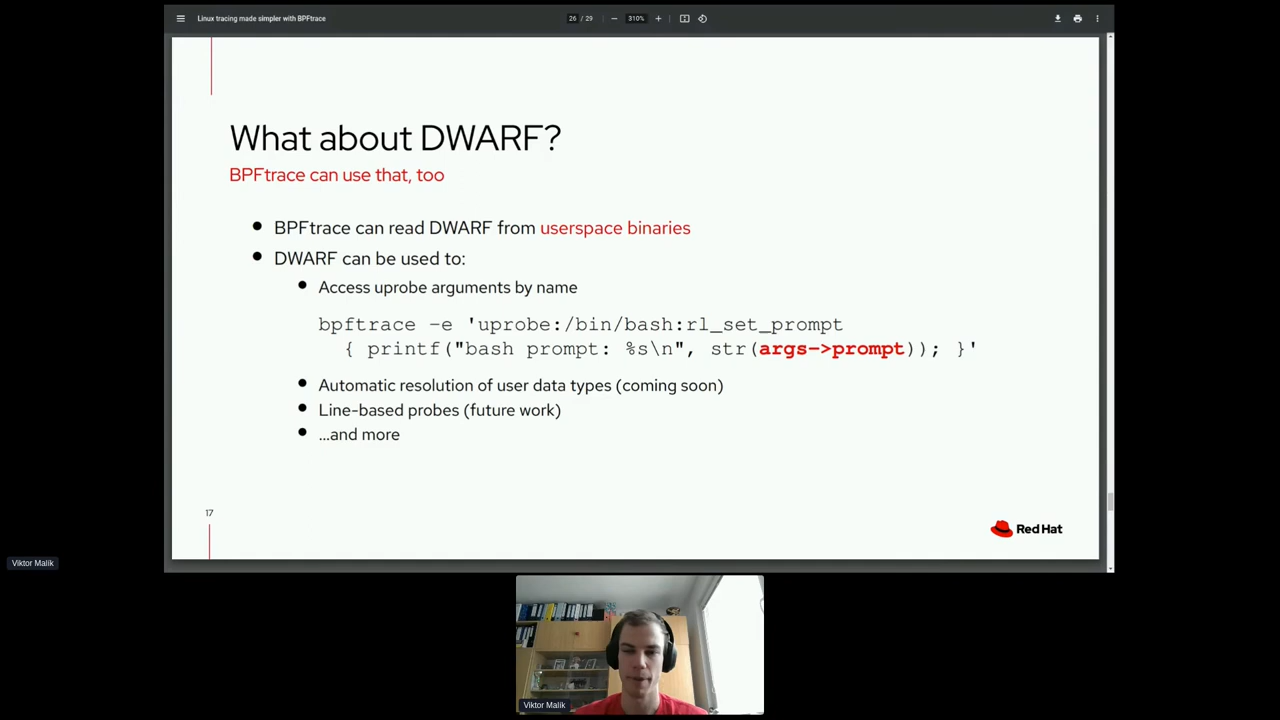 Linux tracing made simpler with BPFtrace
26 / 29
310%
What about DWARF?
BPFtrace can use that, too
BPFtrace can read DWARF from userspace binaries
DWARF can be used to:
Access uprobe arguments by name
bpftrace -e 'uprobe:/bin/bash:rl_set_prompt
{ printf("bash prompt: %s\n", str(args->prompt)); }'
Automatic resolution of user data types (coming soon)
Line-based probes (future work)
...and more
17
Red Hat
Viktor Malik
Viktor Malik